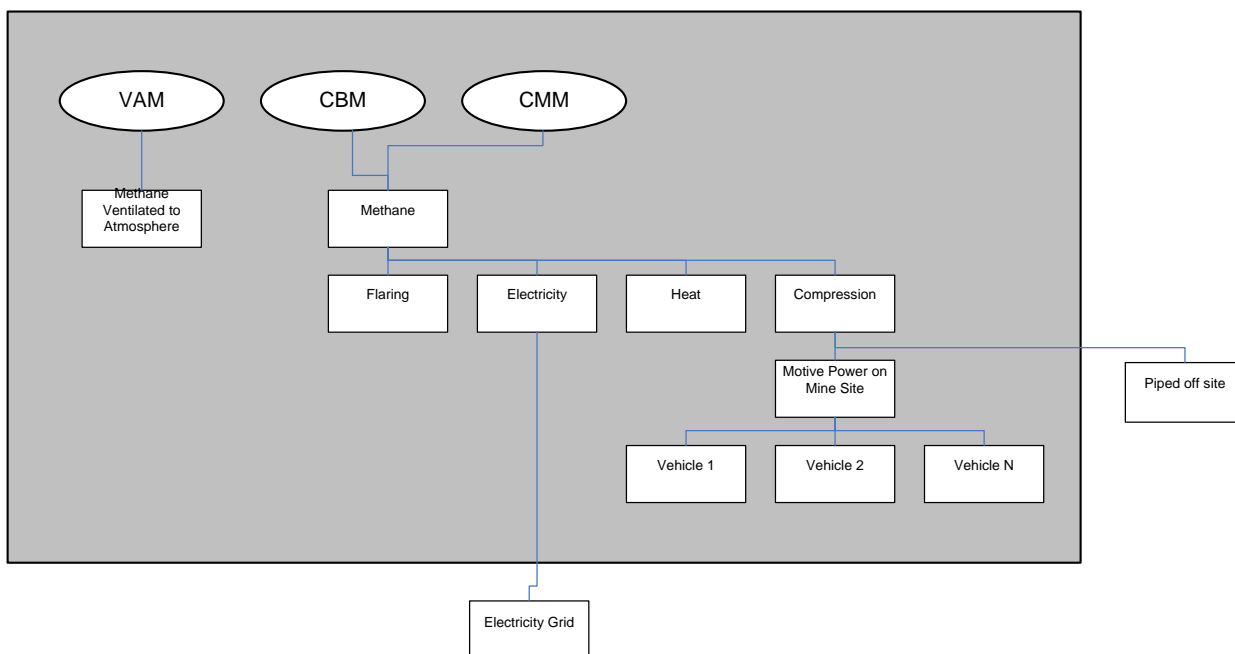 VAM
CBM
CMM
Methane
Ventilated to
Atmosphere
Methane
Flaring
Electricity
Heat
Compression
Motive Power on
Mine Site
Piped off site
Vehicle 1
Vehicle 2
Vehicle N
Electricity Grid